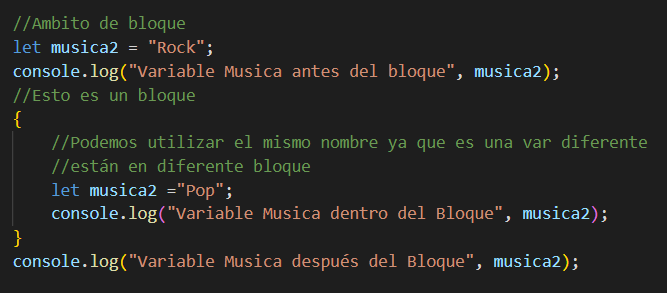 //Ambito de bloque
let musica2 = "Rock";
console.log("Variable Musica antes del bloque", musica2);
//Esto es un bloque
{
    //Podemos utilizar el mismo nombre ya que es una var diferente
    //están en diferente bloque
    let musica2 ="Pop";
    console.log("Variable Musica dentro del Bloque", musica2);
}
console.log("Variable Musica después del Bloque", musica2);